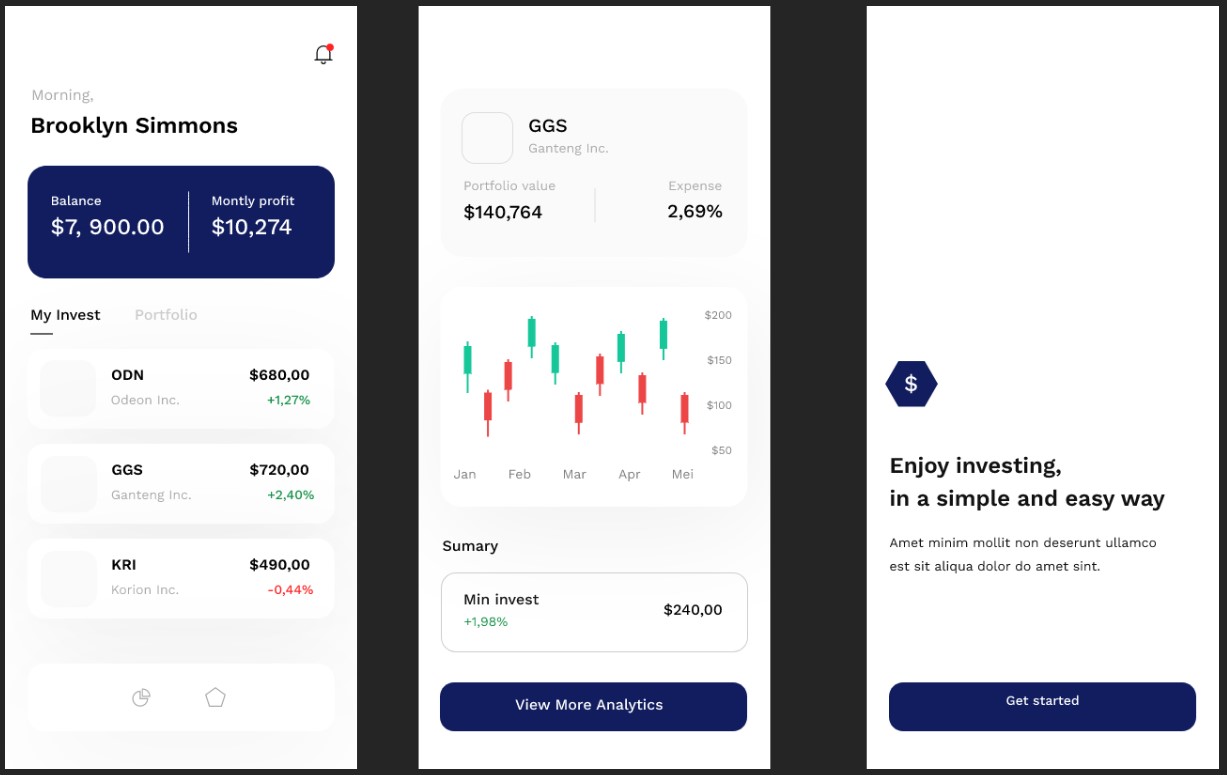 Morning,
Brooklyn Simmons
Balance
$7, 900.00
Montly profit
$10,274
My Invest
Portfolio
ODN
$680,00
Odeon Inc.
+1,27%
GGS
$720,00
Ganteng Inc.
+2,40%
KRI
$490,00
Korion Inc.
-0,44%
GGS
Ganteng Inc.
Portfolio value
$140,764
Expense
2,69%
$200
$150
$100
$50
Jan Feb Mar Apr Mei
Sumary
Min invest
+1,98%
$240,00
View More Analytics
$
Enjoy investing,
in a simple and easy way
Amet minim mollit non deserunt ullamco
est sit aliqua dolor do amet sint.
Get started